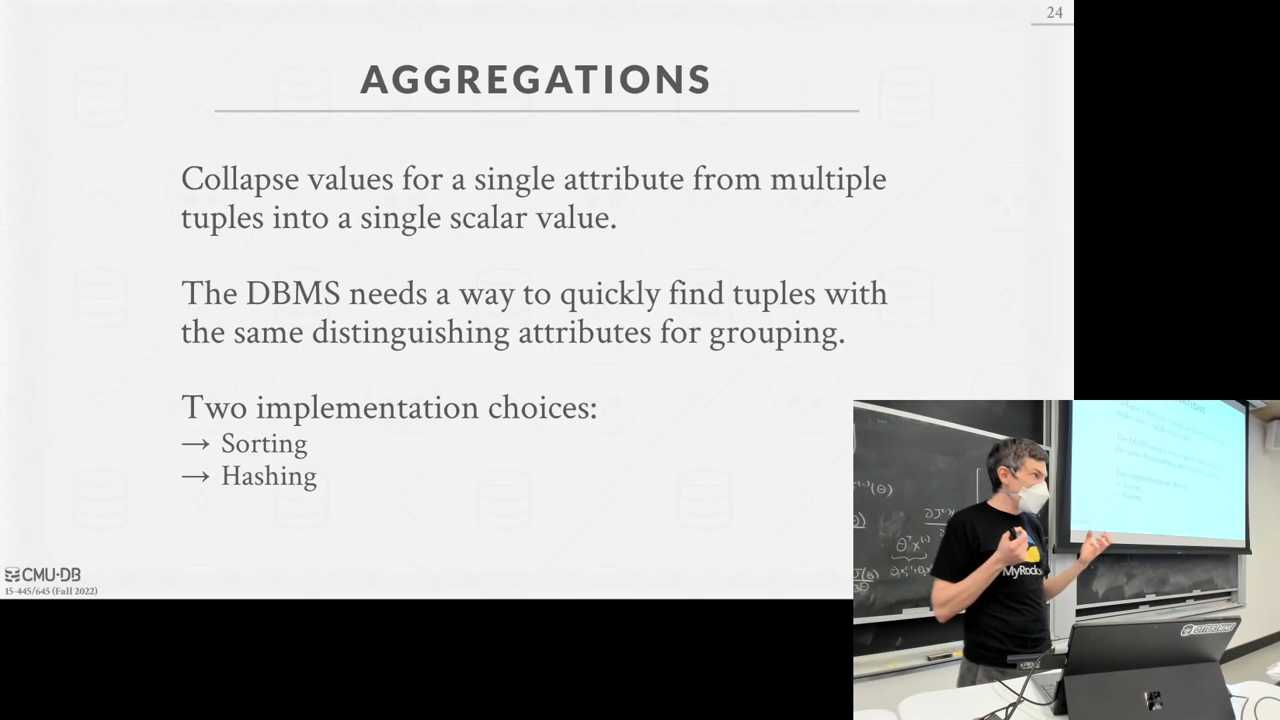 24
AGGREGATIONS
Collapse values for a single attribute from multiple
tuples into a single scalar value.
The DBMS needs a way to quickly find tuples with
the same distinguishing attributes for grouping.
Two implementation choices:
→ Sorting
→ Hashing
CMU·DB
15-445/645 (Fall 2022)
MyRocks
OTTERTUNE